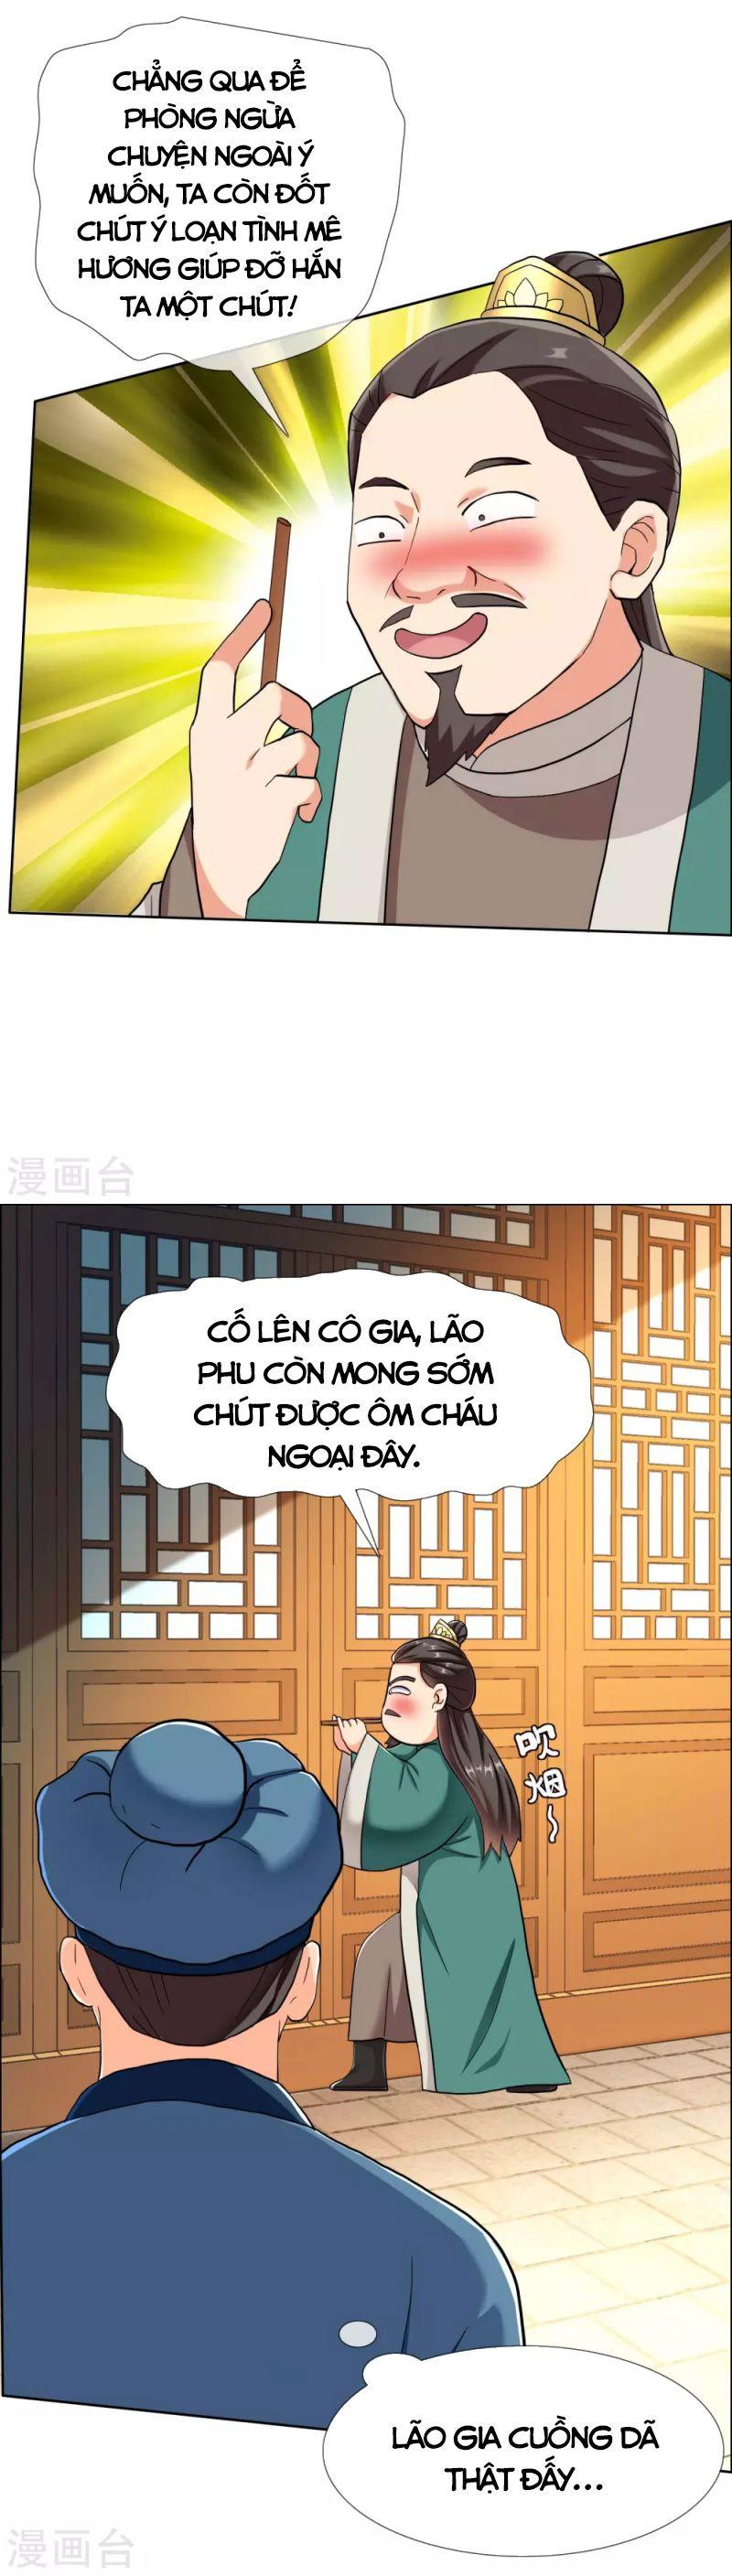 CHẲNG QUA ĐỂ
PHÒNG NGỪA
CHUYỆN NGOÀI Ý
MUỐN, TA CÒN ĐỐT
CHÚT Ý LOẠN TÌNH MÊ
HƯƠNG GIÚP ĐỠ HẮN
TA MỘT CHÚT!
漫画台
CỐ LÊN CÔ GIA, LÃO
PHU CÒN MONG SỚM
CHÚT ĐƯỢC ÔM CHÁU
NGOẠI ĐÂY.
吹
烟~
LÃO GIA CUỒNG DÃ
THẬT ĐẤY...
漫画台